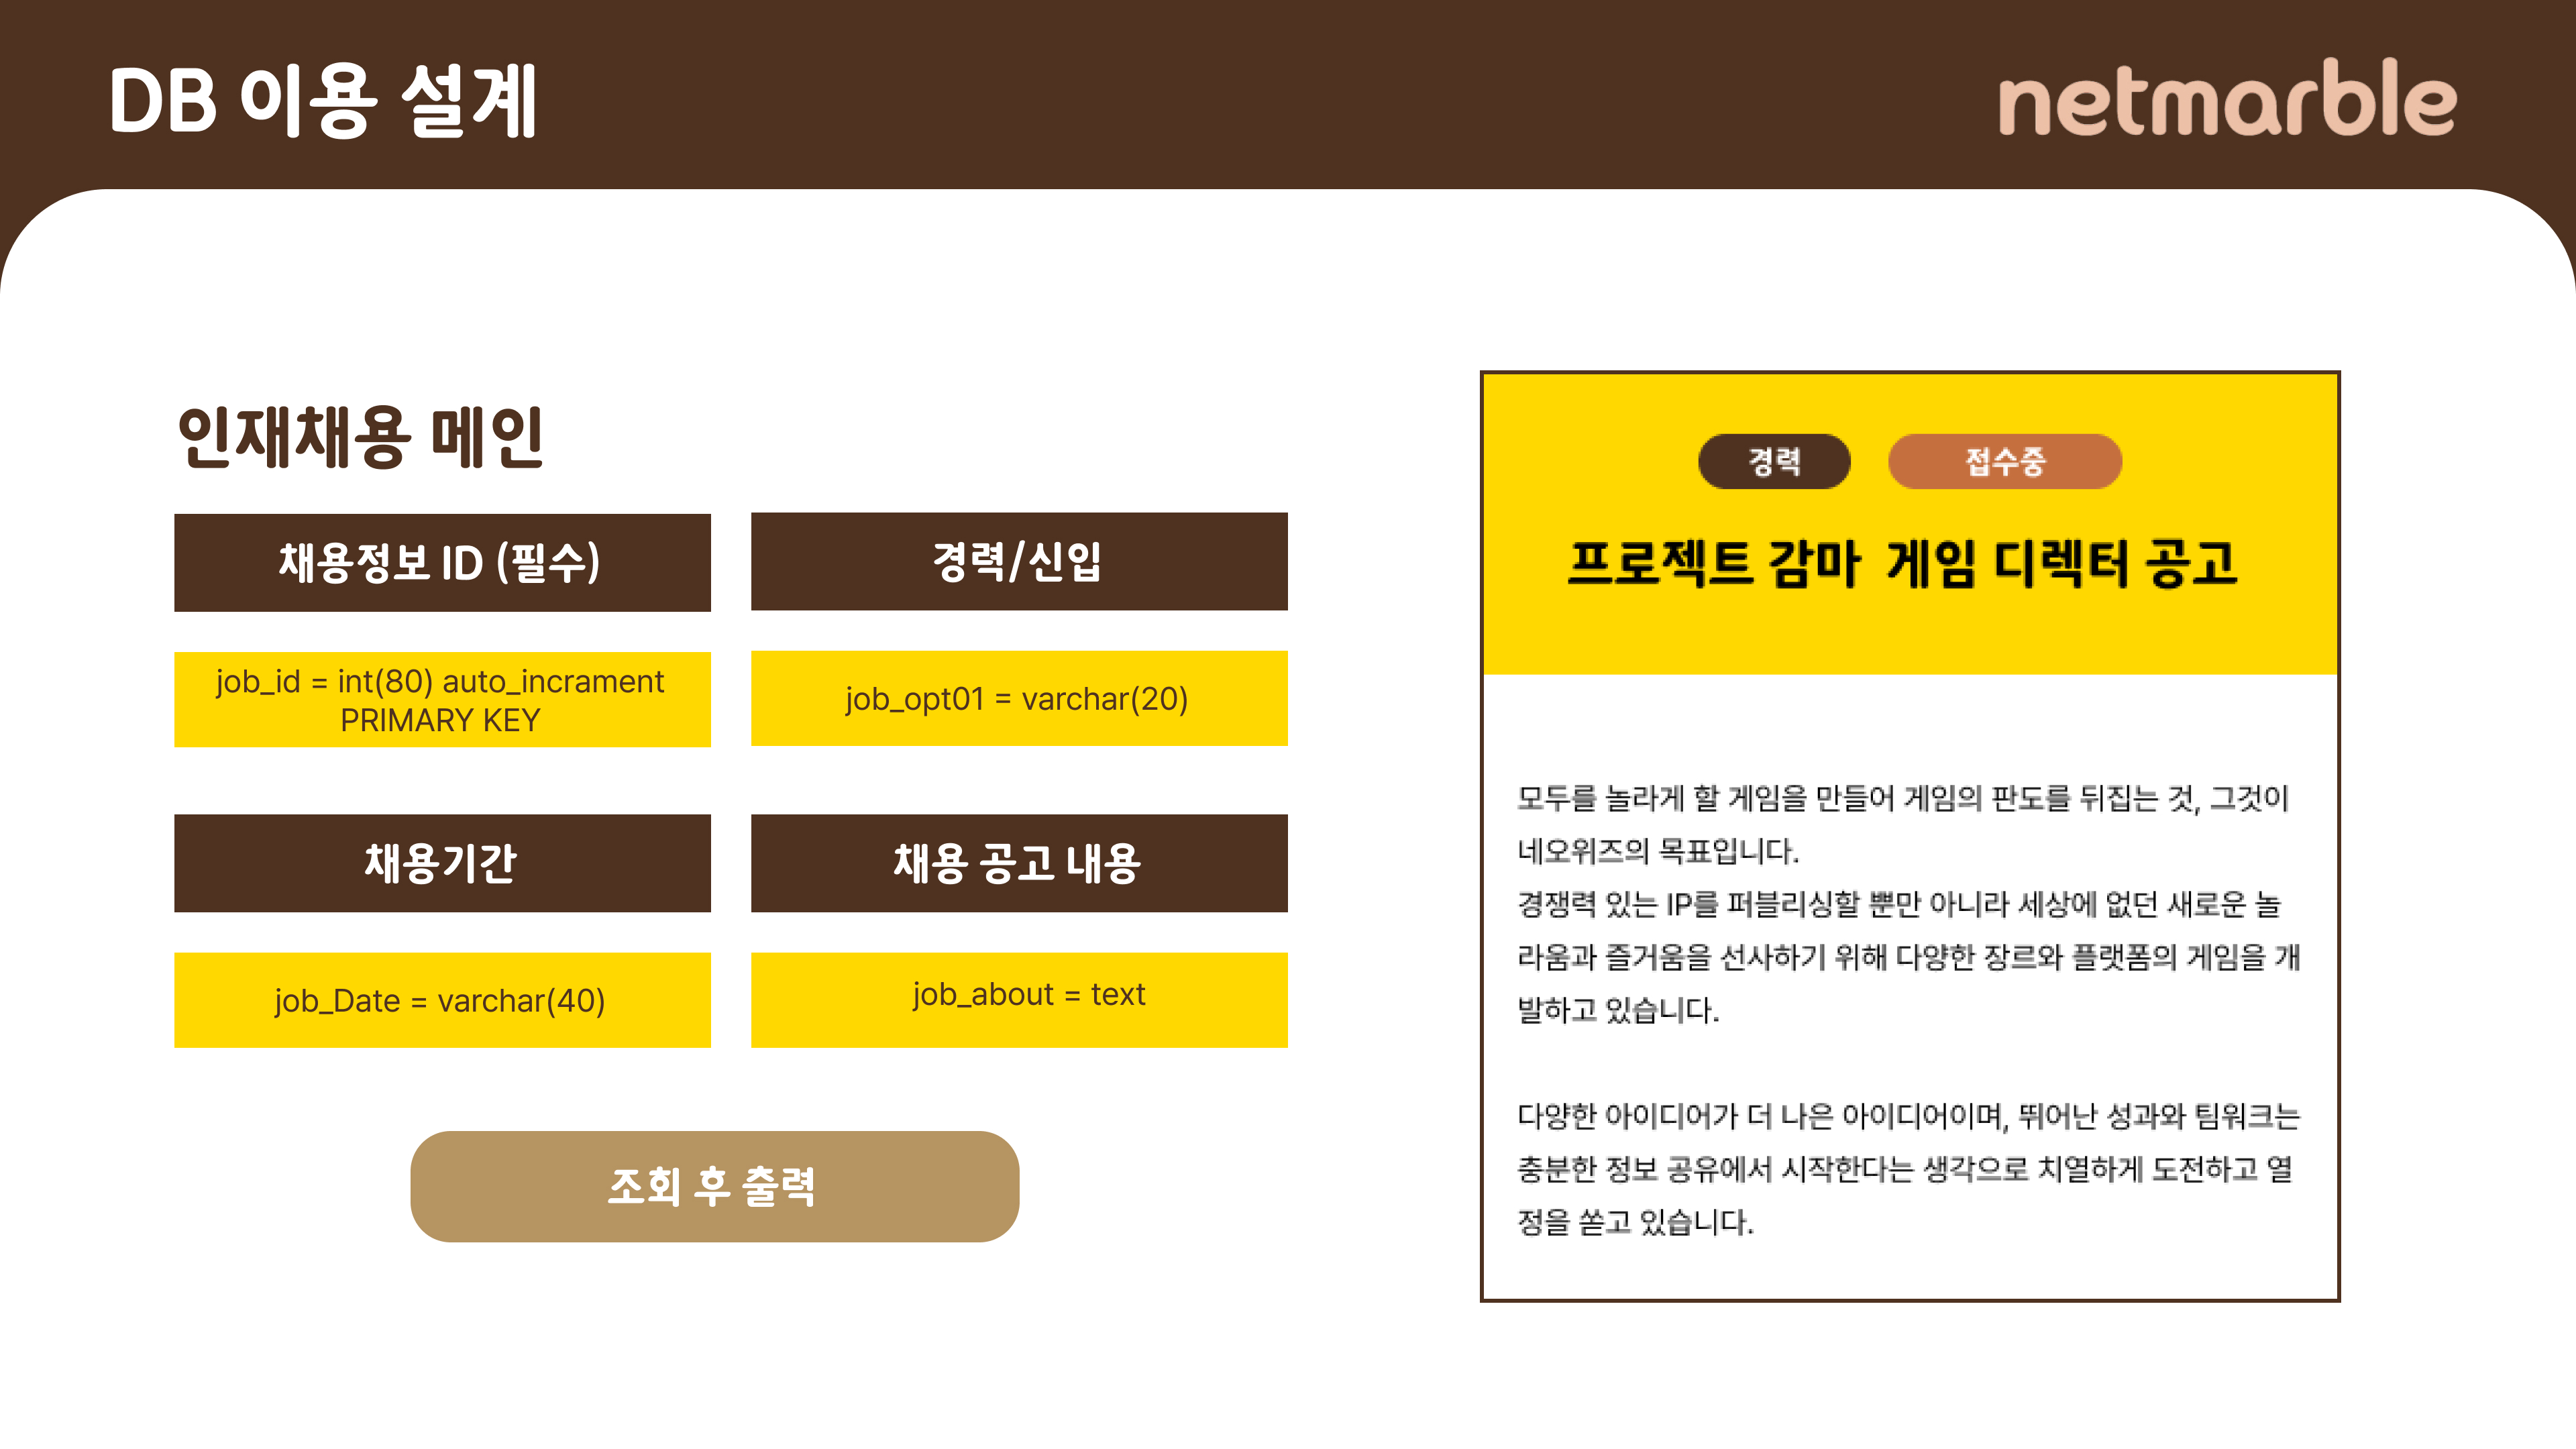 DB 이용 설계
netmarble
인재채용 메인
채용정보 ID (필수)
경력/신입
job_id = int(80) auto_incrament
PRIMARY KEY
job_opt01 = varchar(20)
채용기간
채용 공고 내용
job_Date = varchar(40)
job_about = text
조회 후 출력
경력
접수중
프로젝트 감마 게임 디렉터 공고
모두를 놀라게 할 게임을 만들어 게임의 판도를 뒤집는 것, 그것이
네오위즈의 목표입니다.
경쟁력 있는 IP를 퍼블리싱할 뿐만 아니라 세상에 없던 새로운 놀
라움과 즐거움을 선사하기 위해 다양한 장르와 플랫폼의 게임을 개
발하고 있습니다.
다양한 아이디어가 더 나은 아이디어이며, 뛰어난 성과와 팀워크는
충분한 정보 공유에서 시작한다는 생각으로 치열하게 도전하고 열
정을 쏟고 있습니다.